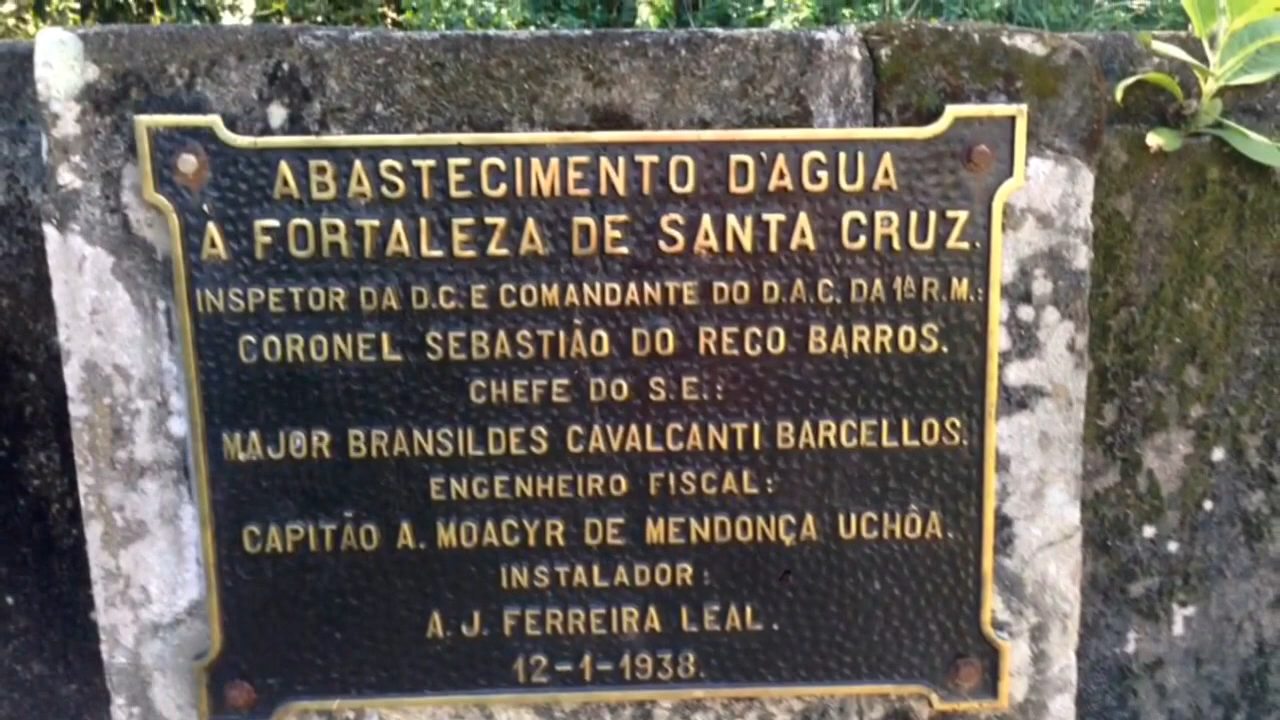 ABASTECIMENTO D'AGUA
À FORTALEZA DE SANTA CRUZ.
INSPETOR DA D.C. E COMANDANTE DO D.A.C. DA 1ª R.M.:
CORONEL SEBASTIÃO DO REGO BARROS.
CHEFE DO S.E.:
MAJOR BRANSILDES CAVALCANTI BARCELLOS.
ENGENHEIRO FISCAL:
CAPITÃO A. MOACYR DE MENDONÇA UCHÔA.
INSTALADOR:
A. J. FERREIRA LEAL.
12-1-1938.